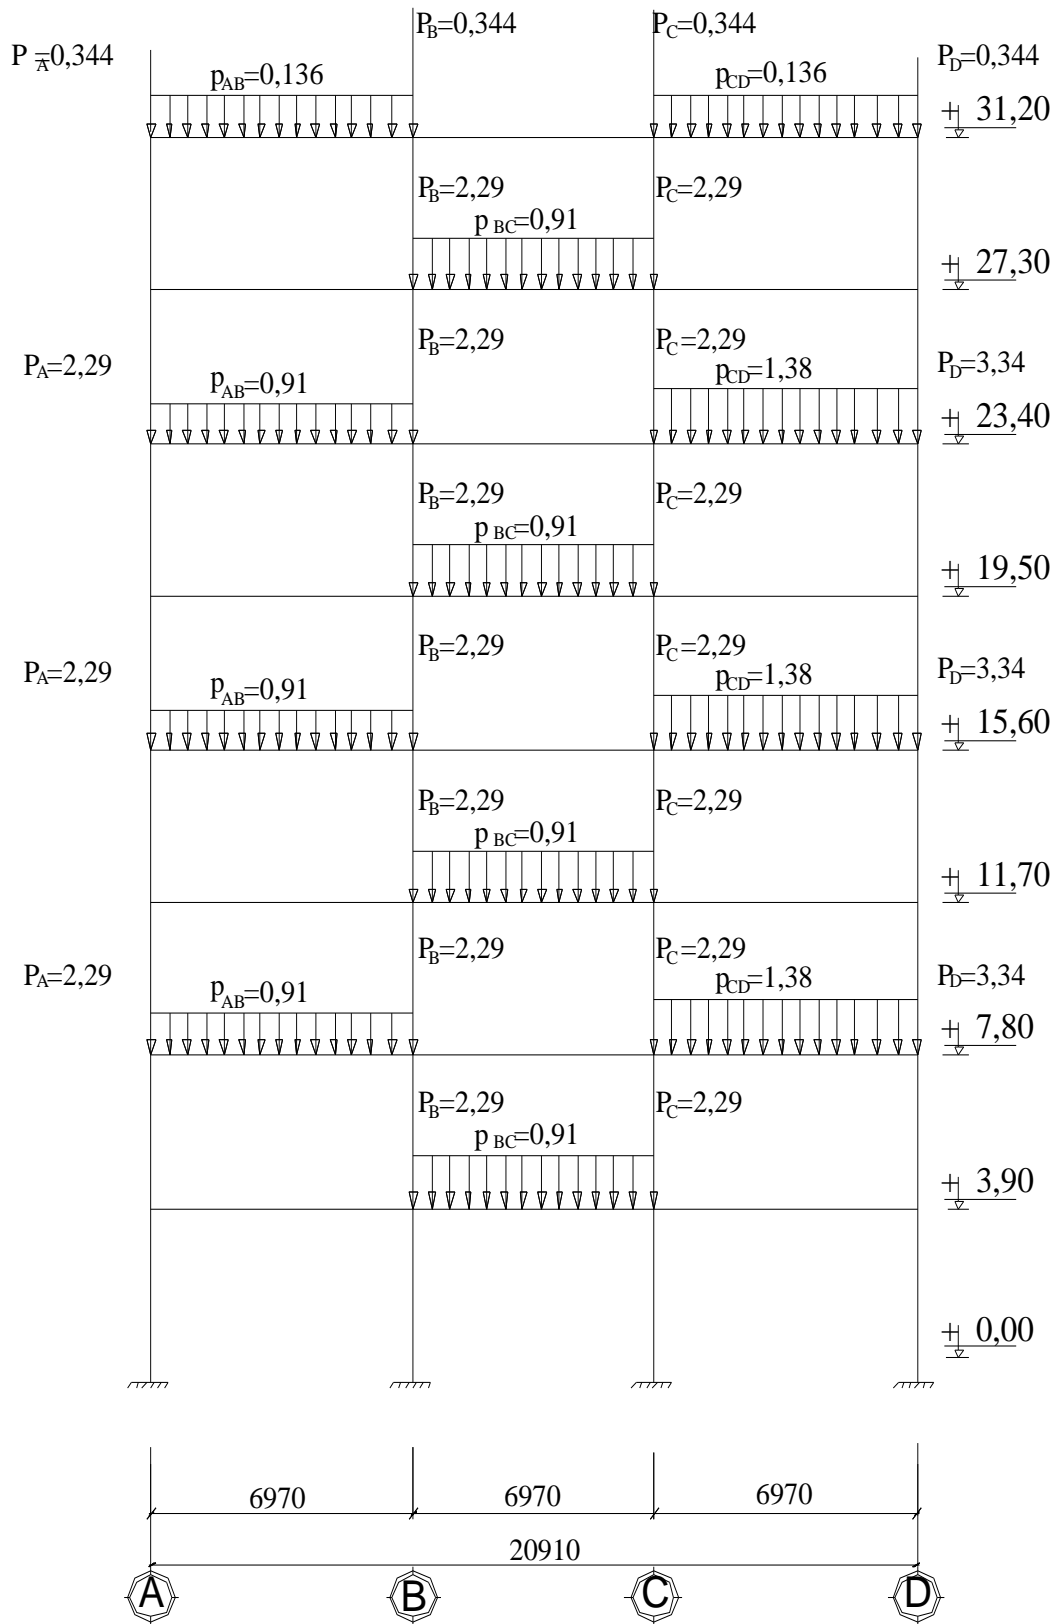 P_B=0,344 P_C=0,344
P_A=0,344 P_D=0,344
p_AB=0,136 p_CD=0,136
+ 31,20
P_B=2,29 P_C=2,29
p_BC=0,91
+ 27,30
P_B=2,29 P_C=2,29
P_A=2,29 P_D=3,34
p_AB=0,91 p_CD=1,38
+ 23,40
P_B=2,29 P_C=2,29
p_BC=0,91
+ 19,50
P_B=2,29 P_C=2,29
P_A=2,29 P_D=3,34
p_AB=0,91 p_CD=1,38
+ 15,60
P_B=2,29 P_C=2,29
p_BC=0,91
+ 11,70
P_B=2,29 P_C=2,29
P_A=2,29 P_D=3,34
p_AB=0,91 p_CD=1,38
+ 7,80
P_B=2,29 P_C=2,29
p_BC=0,91
+ 3,90
+ 0,00
6970 6970 6970
20910
A B C D